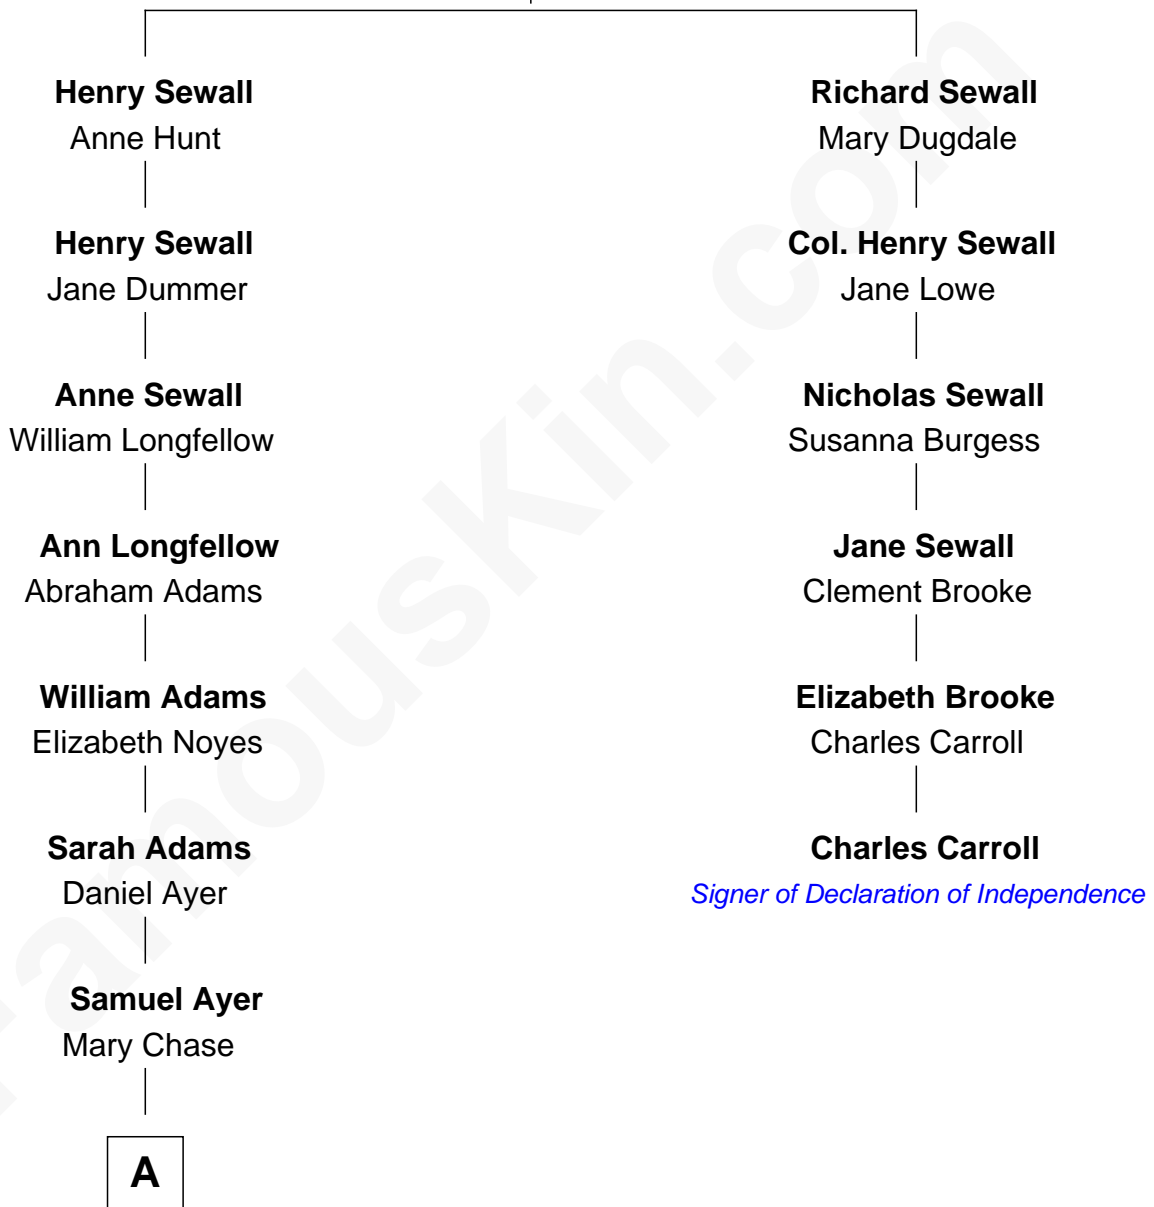 Henry Sewall
Anne Hunt
Henry Sewall
Jane Dummer
Anne Sewall
William Longfellow
Ann Longfellow
Abraham Adams
William Adams
Elizabeth Noyes
Sarah Adams
Daniel Ayer
Samuel Ayer
Mary Chase
A
Richard Sewall
Mary Dugdale
Col. Henry Sewall
Jane Lowe
Nicholas Sewall
Susanna Burgess
Jane Sewall
Clement Brooke
Elizabeth Brooke
Charles Carroll
Charles Carroll
Signer of Declaration of Independence
FamousKin.com